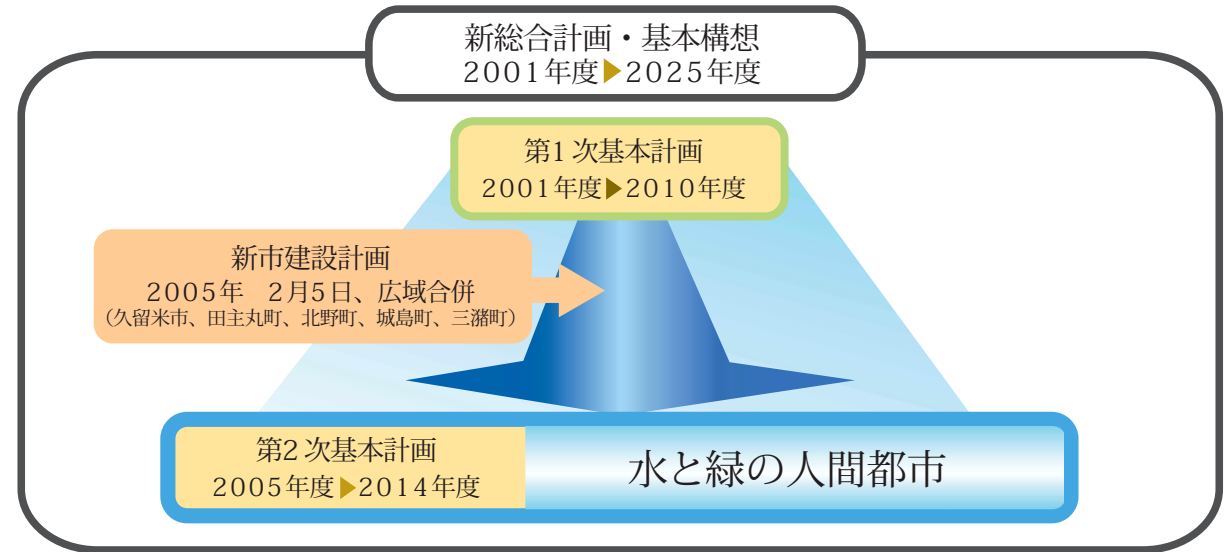 新総合計画・基本構想
2001年度▶2025年度
第1次基本計画
2001年度▶2010年度
新市建設計画
2005年 2月5日、広域合併
（久留米市、田主丸町、北野町、城島町、三潴町）
第2次基本計画
2005年度▶2014年度
水と緑の人間都市